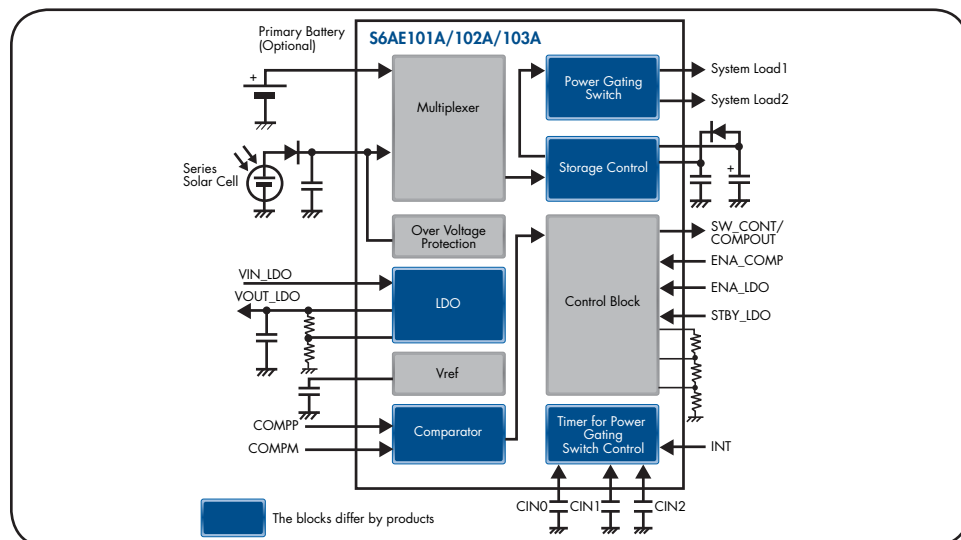 Primary Battery
(Optional)
S6AE101A/102A/103A
+
Multiplexer
Power Gating
Switch
System Load1
System Load2
Series
Solar Cell
Storage Control
+
Over Voltage
Protection
SW_CONT/
COMPOUT
ENA_COMP
VIN_LDO
VOUT_LDO
LDO
Control Block
ENA_LDO
STBY_LDO
Vref
COMPP
COMPM
Comparator
Timer for Power
Gating
Switch Control
INT
CIN0
CIN1
CIN2
The blocks differ by products